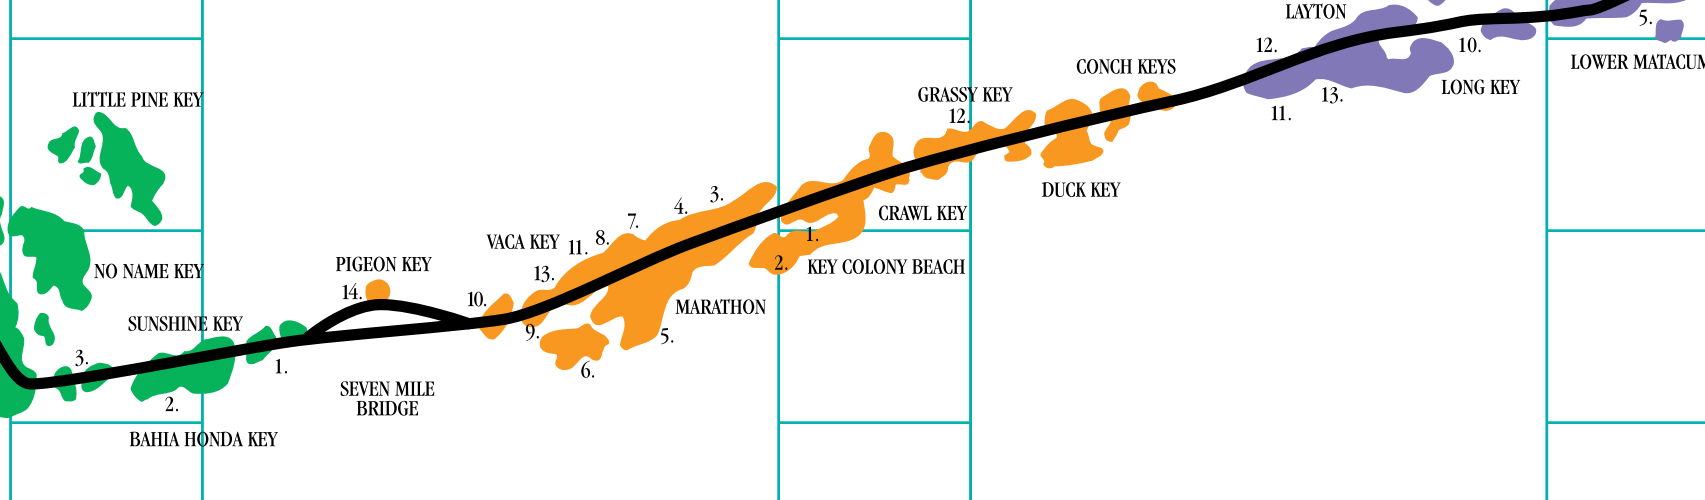 LAYTON
5.
12.
10.
LOWER MATACUM
CONCH KEYS
LONG KEY
LITTLE PINE KEY
GRASSY KEY
13.
12.
11.
DUCK KEY
3.
4.
7.
CRAWL KEY
8.
1.
VACA KEY
11.
PIGEON KEY
2.
KEY COLONY BEACH
NO NAME KEY
13.
14.
10.
MARATHON
SUNSHINE KEY
9.
5.
3.
1.
6.
SEVEN MILE
BRIDGE
2.
BAHIA HONDA KEY